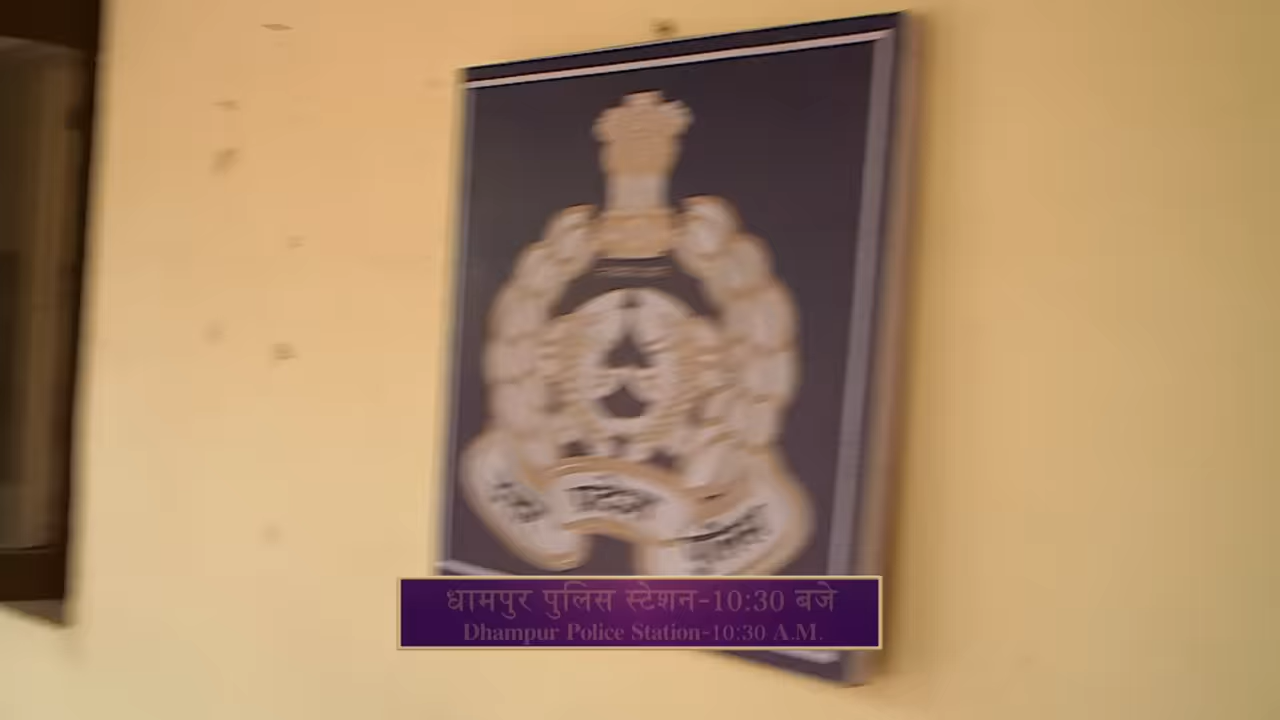 धामपुर पुलिस स्टेशन-10:30 बजे
Dhampur Police Station-10:30 A.M.